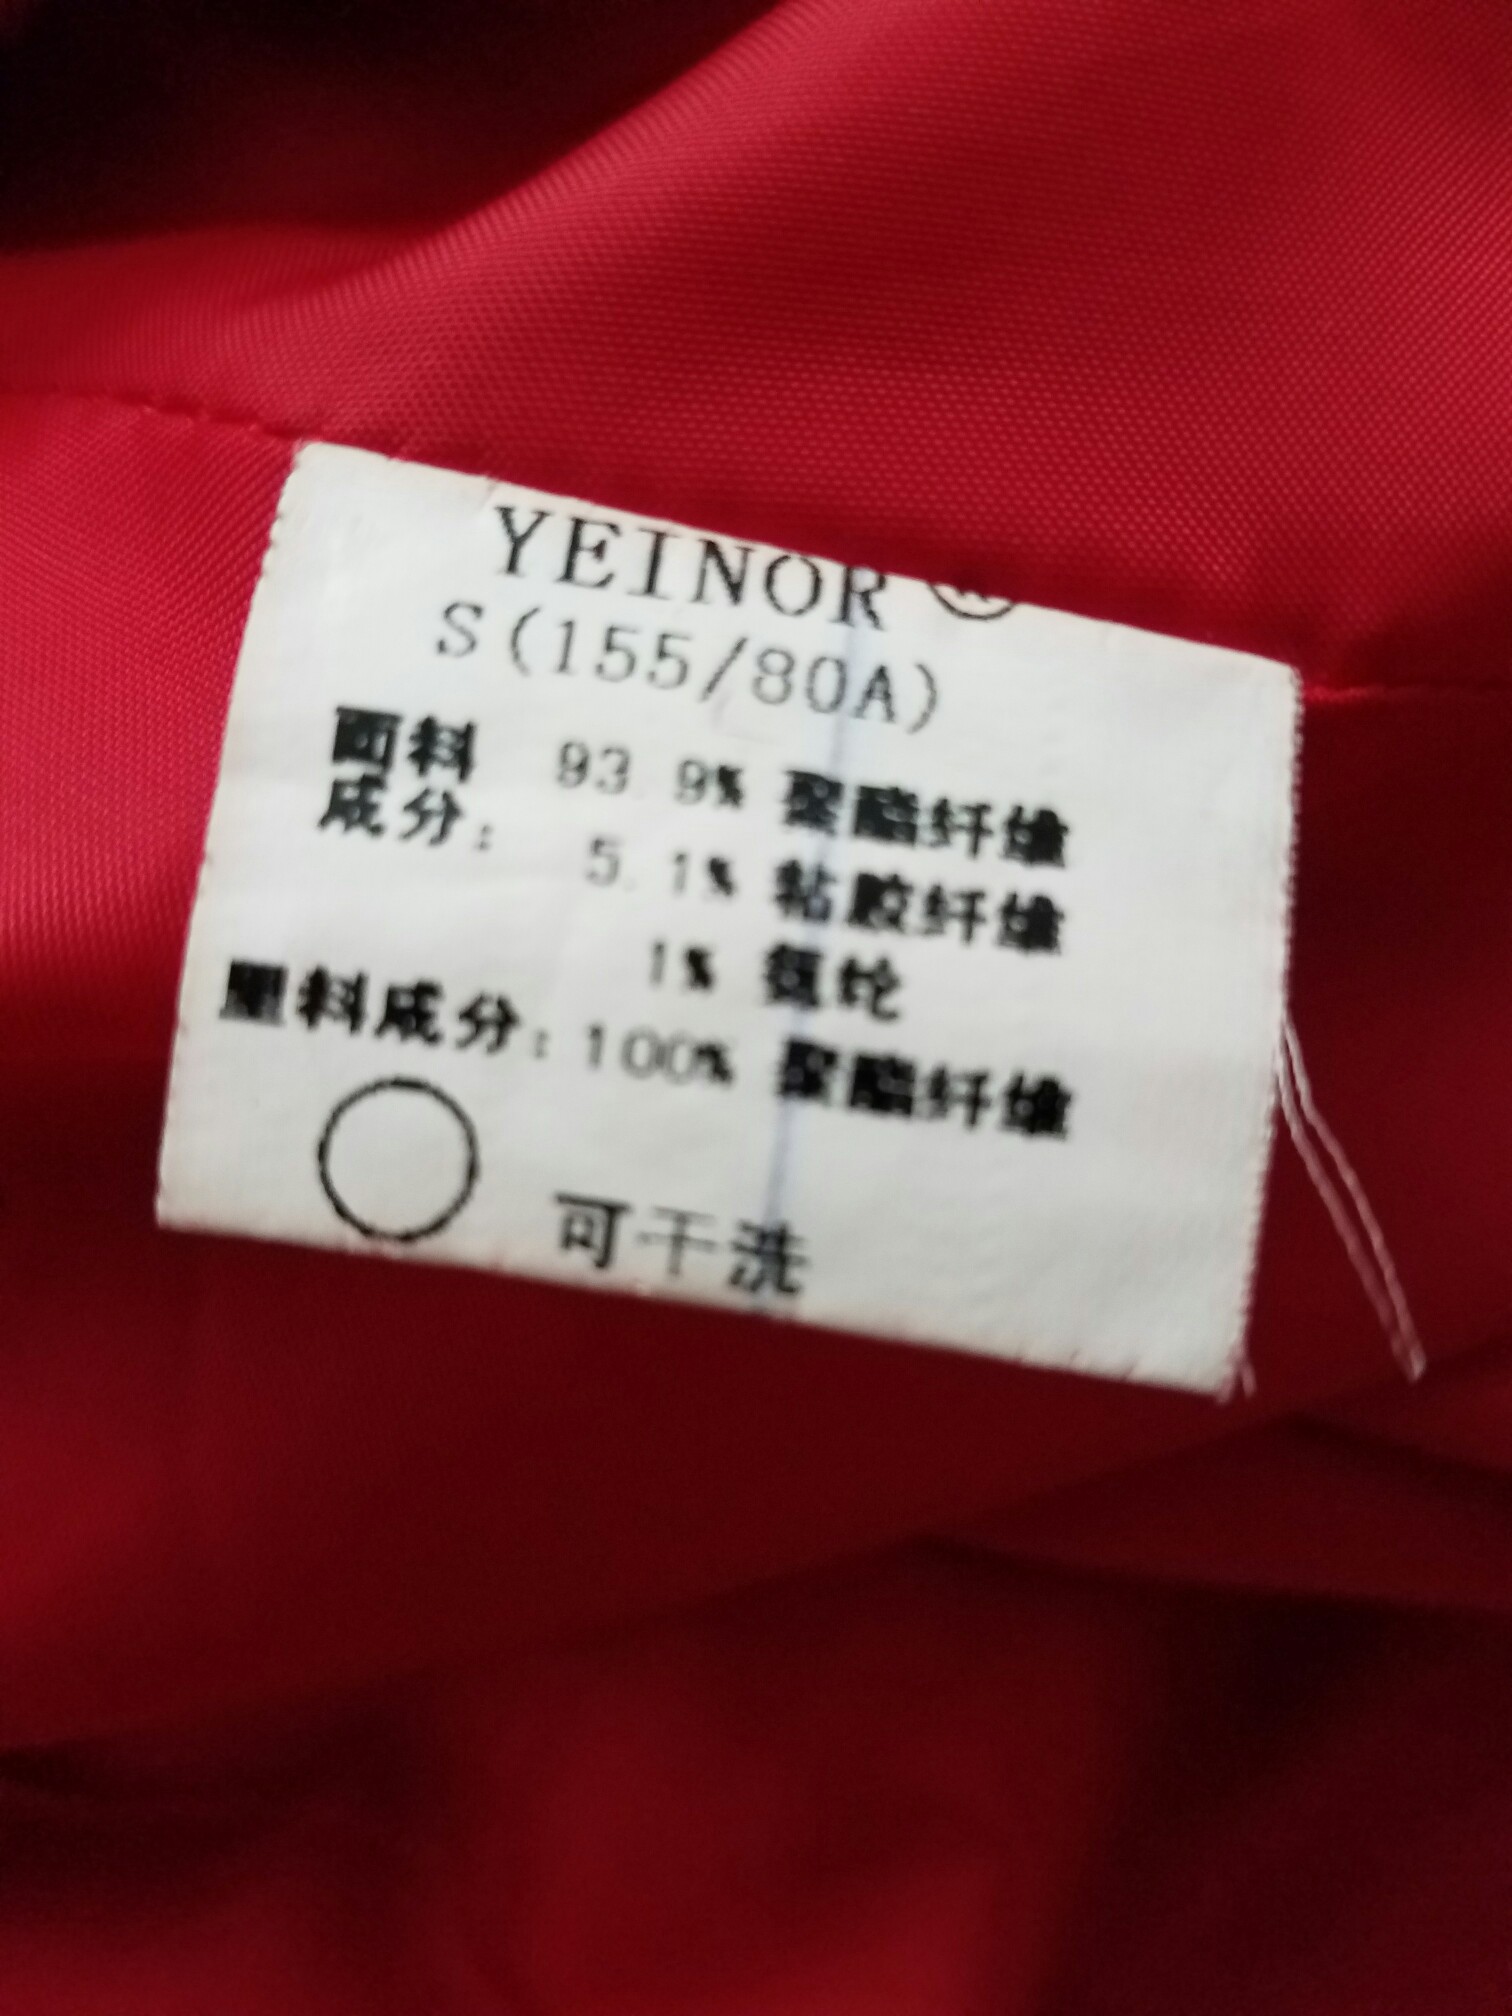 YEINOR ®
S(155/80A)
面料 93.9% 聚酯纤维
成分: 5.1% 粘胶纤维
1% 氨纶
里料成分: 100% 聚酯纤维
可干洗